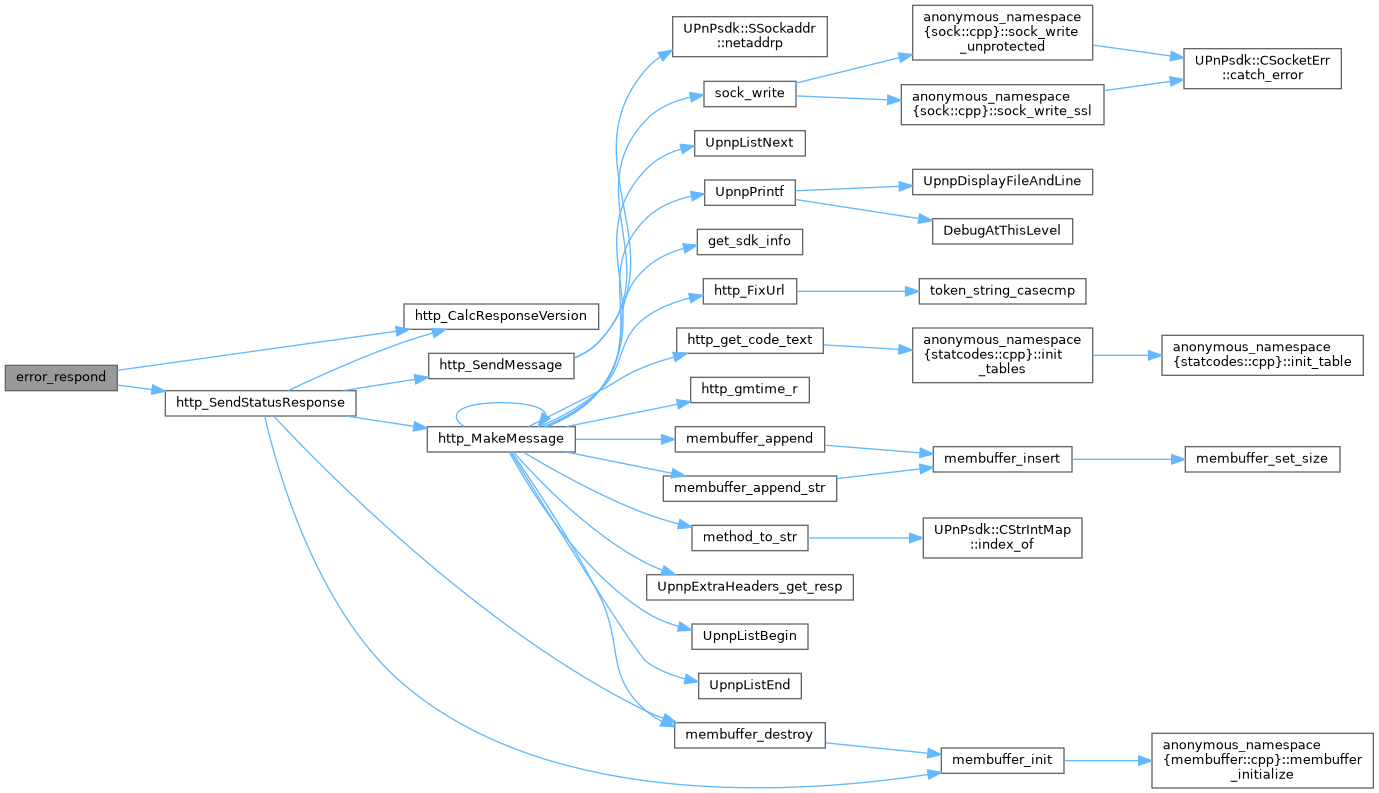 error_respond
http_CalcResponseVersion
http_SendStatusResponse
http_SendMessage
http_MakeMessage
UPnPsdk::SSockaddr
::netaddrp
sock_write
UpnpListNext
UpnpPrintf
get_sdk_info
http_FixUrl
http_get_code_text
http_gmtime_r
membuffer_append
membuffer_append_str
method_to_str
UpnpExtraHeaders_get_resp
UpnpListBegin
UpnpListEnd
membuffer_destroy
anonymous_namespace
{sock::cpp}::sock_write
_unprotected
anonymous_namespace
{sock::cpp}::sock_write_ssl
UpnpDisplayFileAndLine
DebugAtThisLevel
token_string_casecmp
anonymous_namespace
{statcodes::cpp}::init
_tables
membuffer_insert
UPnPsdk::CStrIntMap
::index_of
membuffer_init
UPnPsdk::CSocketErr
::catch_error
anonymous_namespace
{statcodes::cpp}::init_table
membuffer_set_size
anonymous_namespace
{membuffer::cpp}::membuffer
_initialize